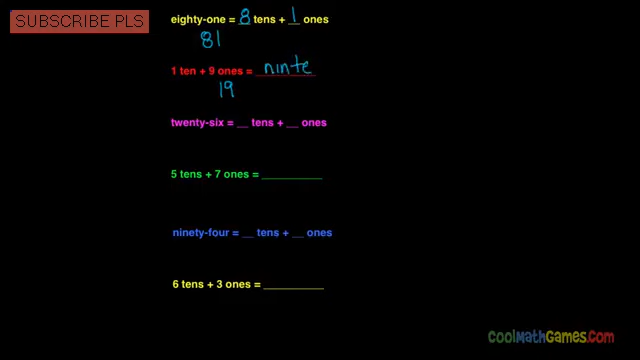 SUBSCRIBE PLS
eighty-one = 8 tens + 1 ones
81
1 ten + 9 ones = ninte
19
twenty-six = __ tens + __ ones
5 tens + 7 ones = __________
ninety-four = __ tens + __ ones
6 tens + 3 ones = __________
CoolMathGames.Com